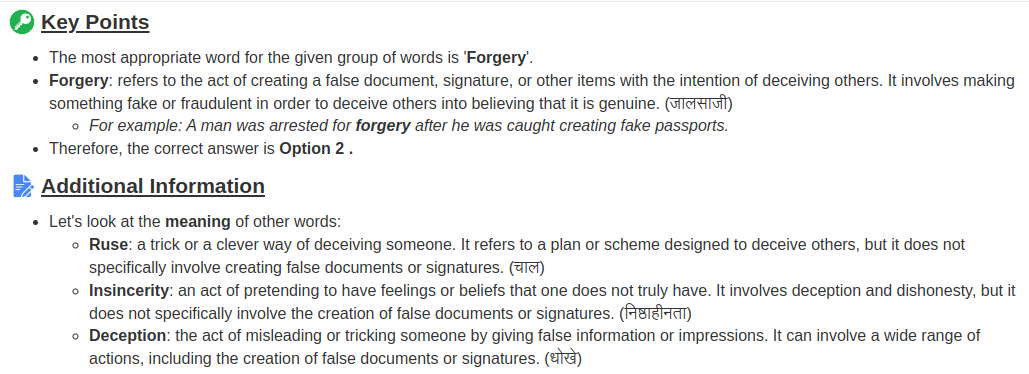 Key Points
The most appropriate word for the given group of words is 'Forgery'.
Forgery: refers to the act of creating a false document, signature, or other items with the intention of deceiving others. It involves making
something fake or fraudulent in order to deceive others into believing that it is genuine. (जालसाजी)
For example: A man was arrested for forgery after he was caught creating fake passports.
Therefore, the correct answer is Option 2 .
Additional Information
Let's look at the meaning of other words:
Ruse: a trick or a clever way of deceiving someone. It refers to a plan or scheme designed to deceive others, but it does not
specifically involve creating false documents or signatures. (चाल)
Insincerity: an act of pretending to have feelings or beliefs that one does not truly have. It involves deception and dishonesty, but it
does not specifically involve the creation of false documents or signatures. (निष्ठाहीनता)
Deception: the act of misleading or tricking someone by giving false information or impressions. It can involve a wide range of
actions, including the creation of false documents or signatures. (धोखे)